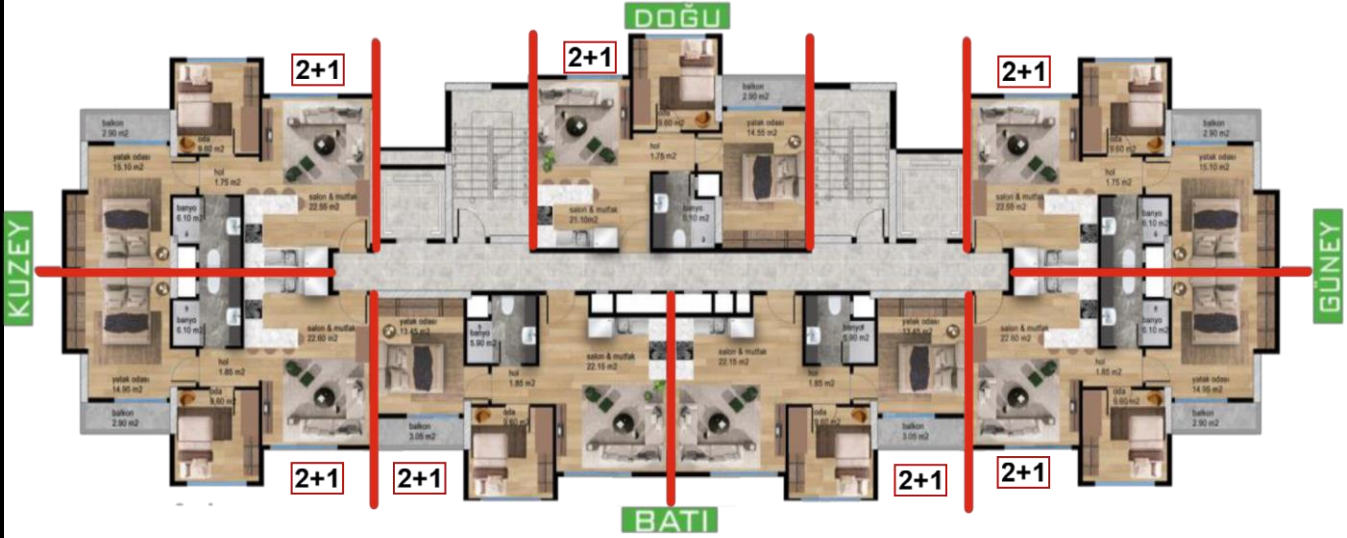 DOĞU
2+1
2+1
2+1
balkon
2.90 m2
oda
9.60 m2
yatak odası
15.10 m2
hol
1.75 m2
banyo
6.10 m2
salon & mutfak
22.55 m2
balkon
2.90 m2
oda
9.60 m2
yatak odası
14.55 m2
hol
1.75 m2
salon & mutfak
21.10m2
balkon
2.90 m2
yatak odası
15.10 m2
hol
1.75 m2
banyo
6.10 m2
salon & mutfak
22.55 m2
KUZEY
GÜNEY
banyo
6.10 m2
salon & mutfak
22.60 m2
hol
1.85 m2
yatak odası
14.95 m2
oda
9.60 m2
balkon
2.90 m2
yatak odası
13.45 m2
banyo
5.90 m2
hol
1.85 m2
salon & mutfak
22.15 m2
balkon
3.05 m2
oda
9.60 m2
salon & mutfak
22.15 m2
banyo
5.90 m2
hol
1.85 m2
yatak odası
13.45 m2
oda
9.60 m2
balkon
3.05 m2
salon & mutfak
22.60 m2
banyo
6.10 m2
hol
1.85 m2
oda
9.60 m2
yatak odası
14.95 m2
balkon
2.90 m2
2+1
2+1
2+1
2+1
BATI